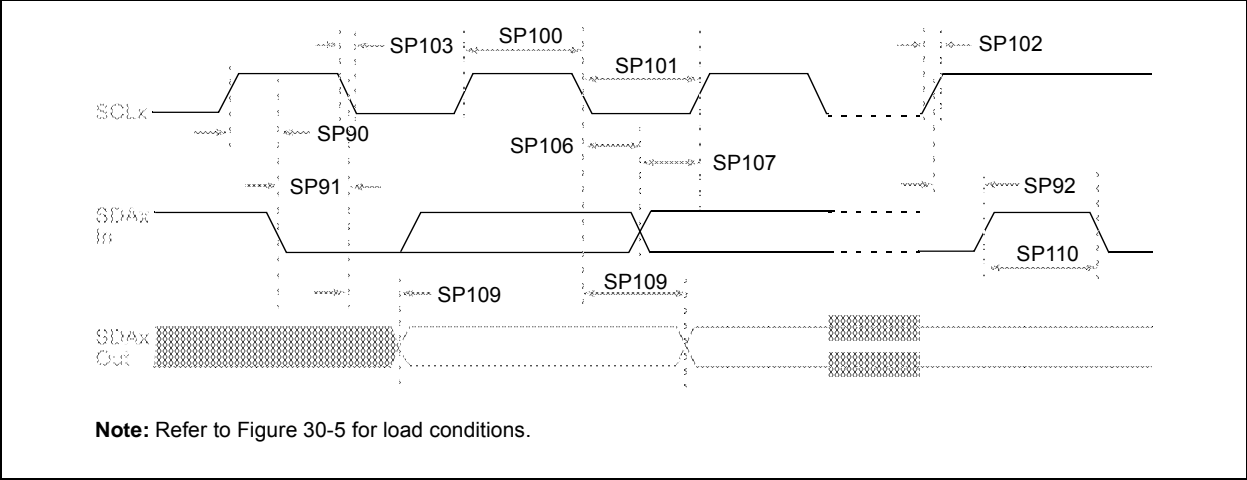 SP103
SP100
SP102
SP101
SCLx
SP90
SP106
SP107
SP91
SP92
SDAx
In
SP110
SP109
SP109
SDAx
Out
Note: Refer to Figure 30-5 for load conditions.